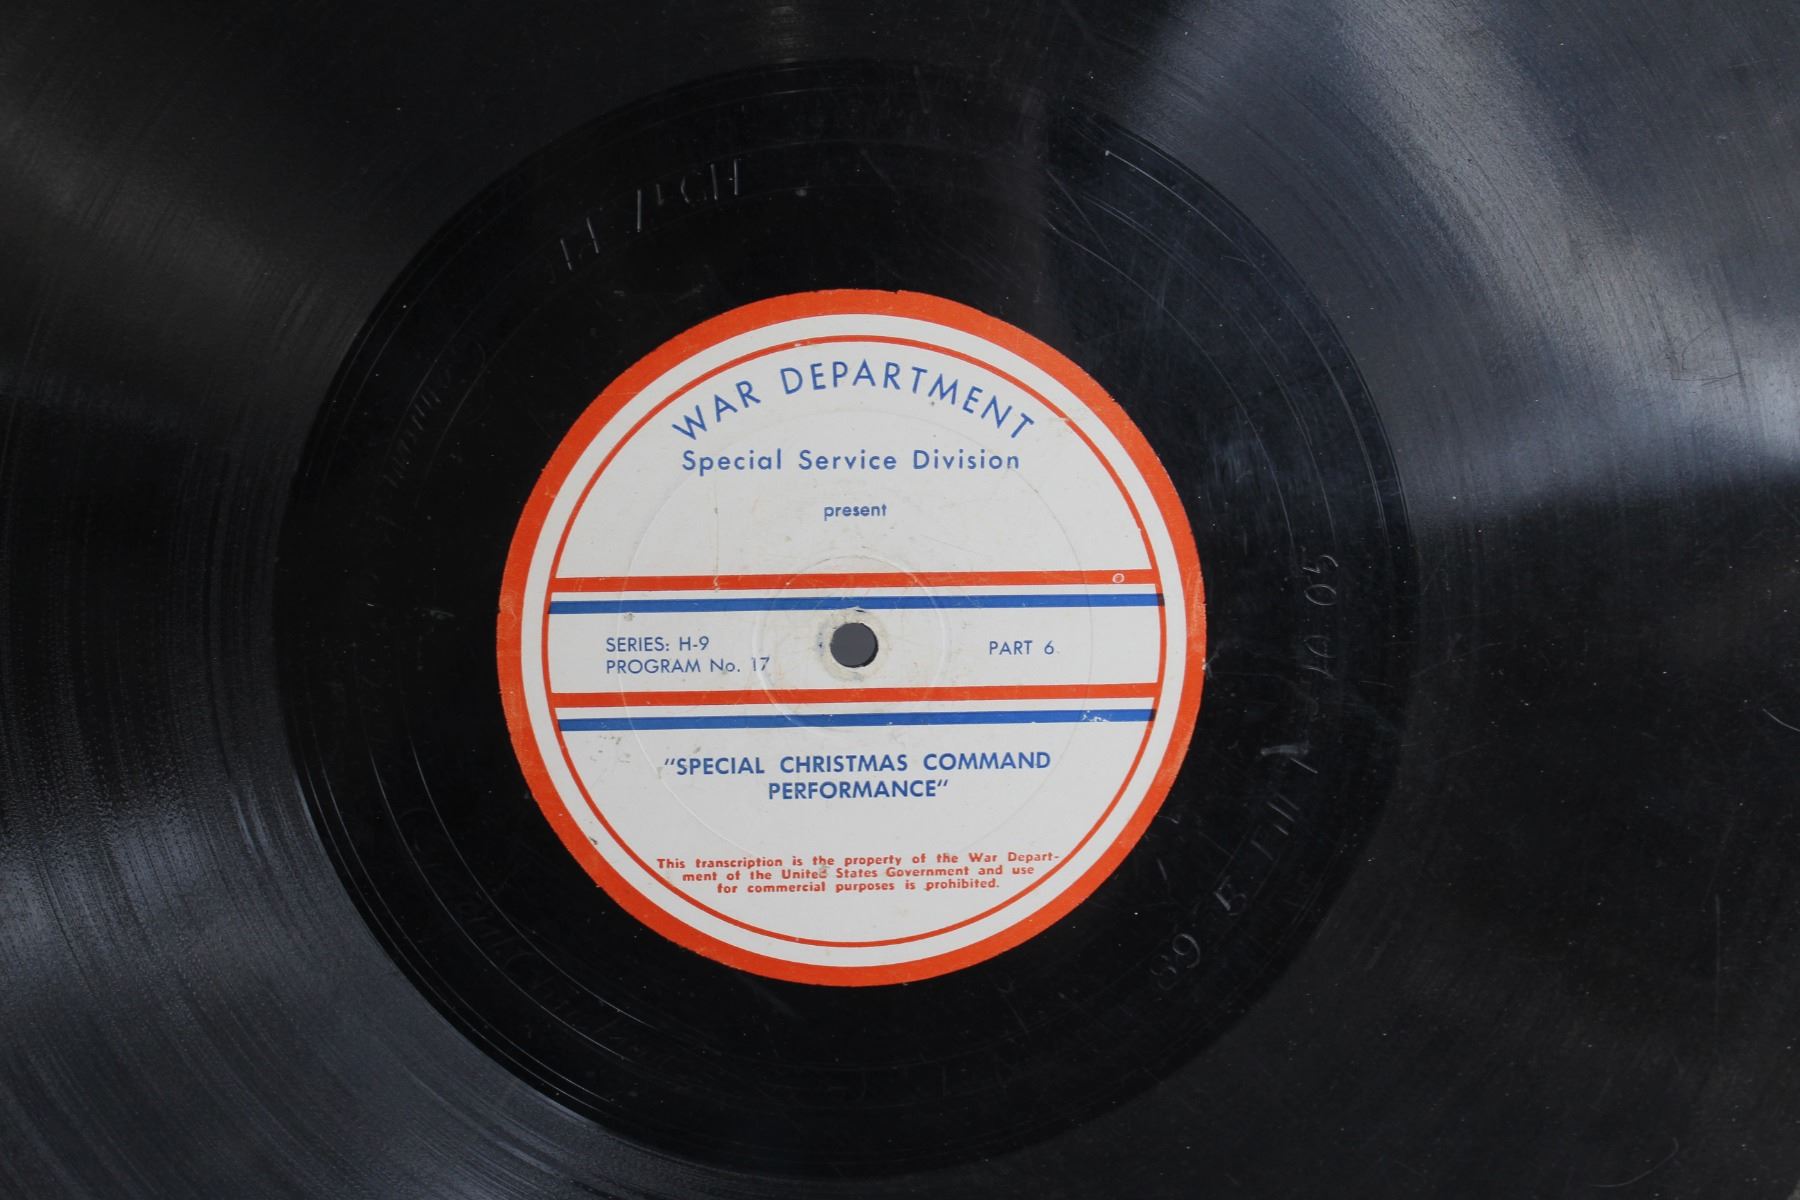 WAR DEPARTMENT
Special Service Division
present
SERIES: H-9
PROGRAM No. 17
PART 6
"SPECIAL CHRISTMAS COMMAND
PERFORMANCE"
This transcription is the property of the War Depart-
ment of the United States Government and use
for commercial purposes is prohibited.